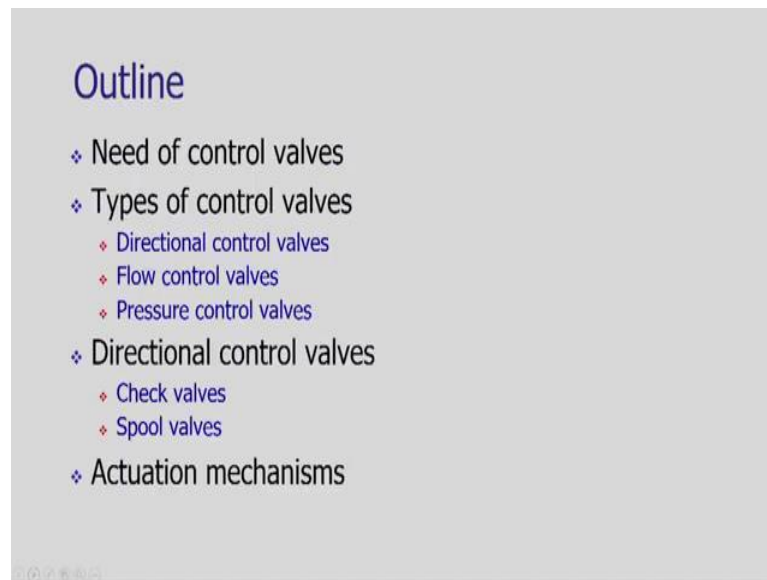 Outline
Need of control valves
Types of control valves
Directional control valves
Flow control valves
Pressure control valves
Directional control valves
Check valves
Spool valves
Actuation mechanisms